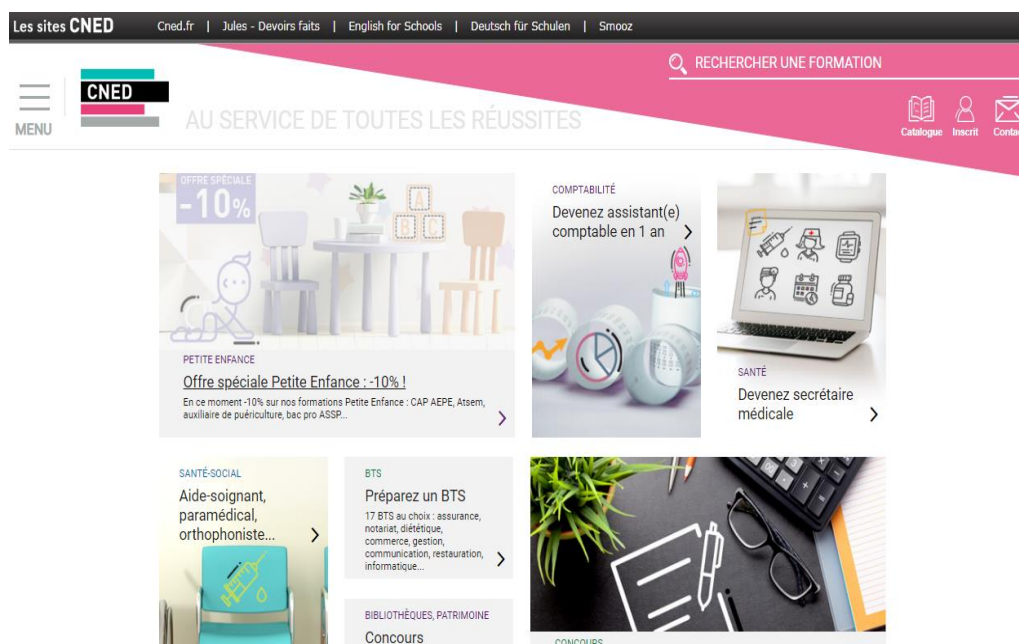 Les sites CNED
Cned.fr | Jules - Devoirs faits | English for Schools | Deutsch für Schulen | Smooz
RECHERCHER UNE FORMATION
MENU
CNED
AU SERVICE DE TOUTES LES RÉUSSITES
Catalogue
Inscrit
OFFRE SPÉCIALE
-10%
A
B C
PETITE ENFANCE
Offre spéciale Petite Enfance : -10% !
En ce moment -10% sur nos formations Petite Enfance : CAP AEPE, Atsem,
auxiliaire de puériculture, bac pro ASSP...
COMPTABILITÉ
Devenez assistant(e)
comptable en 1 an
SANTÉ
Devenez secrétaire
médicale
SANTÉ-SOCIAL
Aide-soignant,
paramédical,
orthophoniste...
BTS
Préparez un BTS
17 BTS au choix : assurance,
notariat, diététique,
commerce, gestion,
communication, restauration,
informatique...
BIBLIOTHÈQUES, PATRIMOINE
Concours
CONCOURS